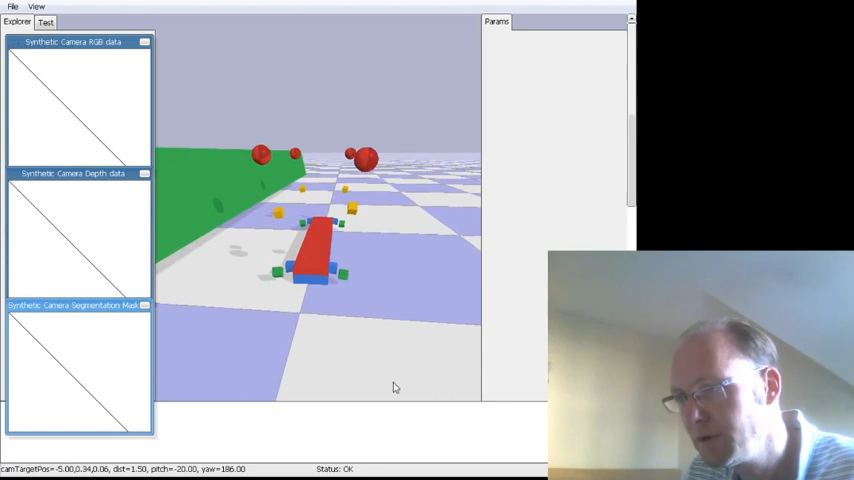 File View
Explorer Test
Params
Synthetic Camera RGB data
Synthetic Camera Depth data
Synthetic Camera Segmentation Mask
camTargetPos=-5.00,0.34,0.06, dist=1.50, pitch=-20.00, yaw=186.00
Status: OK